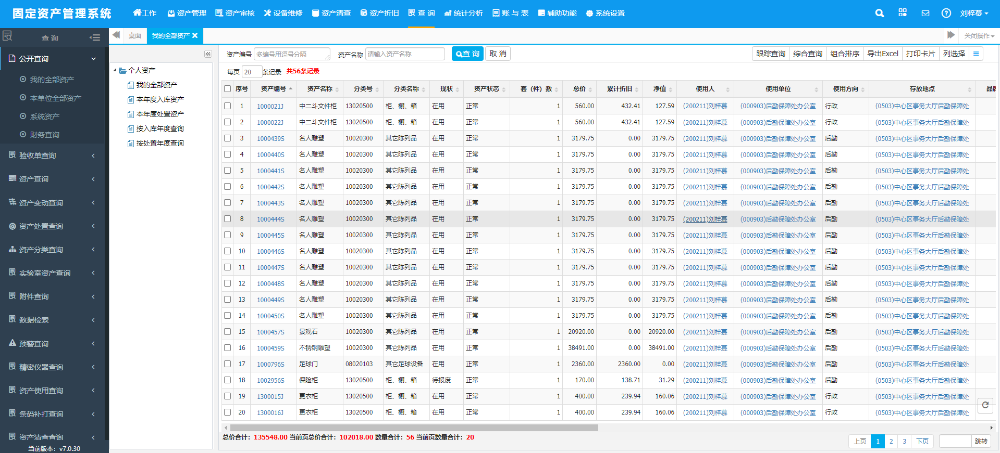 固定资产管理系统 工作 资产管理 资产审核 设备维修 资产清查 资产折旧 查 询 统计分析 账 与 表 辅助功能 系统设置 刘梓慕
查 询 桌面 我的全部资产 关闭操作
公开查询
我的全部资产
本单位全部资产
系统资产
财务查询
验收单查询
资产查询
资产变动查询
资产处置查询
资产分类查询
实验室资产查询
附件查询
数据检索
预警查询
精密仪器查询
资产使用查询
条码补打查询
资产清查查询
当前版本：v7.0.30
个人资产
我的全部资产
本年度入库资产
本年度处置资产
按入库年度查询
按处置年度查询
资产编号 多编号用逗号分隔 资产名称 请输入资产名称 查 询 取 消 跟踪查询 综合查询 组合排序 导出Excel 打印卡片 列选择
每页 20 条记录 共56条记录
序号 资产编号 资产名称 分类号 分类名称 现状 资产状态 套（件）数 总价 累计折旧 净值 使用人 使用单位 使用方向 存放地点 品牌
1 1000021J 中二斗文件柜 13020500 柜、橱、箱 在用 正常 1 560.00 432.41 127.59 (200211)刘梓慕 (000903)后勤保障处办公室 行政 (0503)中心区事务大厅后勤保障处
2 1000022J 中二斗文件柜 13020500 柜、橱、箱 在用 正常 1 560.00 432.41 127.59 (200211)刘梓慕 (000903)后勤保障处办公室 行政 (0503)中心区事务大厅后勤保障处
3 1000439S 名人雕塑 10020300 其它陈列品 在用 正常 1 3179.75 0.00 3179.75 (200211)刘梓慕 (000903)后勤保障处办公室 后勤 (0503)中心区事务大厅后勤保障处
4 1000440S 名人雕塑 10020300 其它陈列品 在用 正常 1 3179.75 0.00 3179.75 (200211)刘梓慕 (000903)后勤保障处办公室 后勤 (0503)中心区事务大厅后勤保障处
5 1000441S 名人雕塑 10020300 其它陈列品 在用 正常 1 3179.75 0.00 3179.75 (200211)刘梓慕 (000903)后勤保障处办公室 后勤 (0503)中心区事务大厅后勤保障处
6 1000442S 名人雕塑 10020300 其它陈列品 在用 正常 1 3179.75 0.00 3179.75 (200211)刘梓慕 (000903)后勤保障处办公室 后勤 (0503)中心区事务大厅后勤保障处
7 1000443S 名人雕塑 10020300 其它陈列品 在用 正常 1 3179.75 0.00 3179.75 (200211)刘梓慕 (000903)后勤保障处办公室 后勤 (0503)中心区事务大厅后勤保障处
8 1000444S 名人雕塑 10020300 其它陈列品 在用 正常 1 3179.75 0.00 3179.75 (200211)刘梓慕 (000903)后勤保障处办公室 后勤 (0503)中心区事务大厅后勤保障处
9 1000445S 名人雕塑 10020300 其它陈列品 在用 正常 1 3179.75 0.00 3179.75 (200211)刘梓慕 (000903)后勤保障处办公室 后勤 (0503)中心区事务大厅后勤保障处
10 1000446S 名人雕塑 10020300 其它陈列品 在用 正常 1 3179.75 0.00 3179.75 (200211)刘梓慕 (000903)后勤保障处办公室 后勤 (0503)中心区事务大厅后勤保障处
11 1000447S 名人雕塑 10020300 其它陈列品 在用 正常 1 3179.75 0.00 3179.75 (200211)刘梓慕 (000903)后勤保障处办公室 后勤 (0503)中心区事务大厅后勤保障处
12 1000448S 名人雕塑 10020300 其它陈列品 在用 正常 1 3179.75 0.00 3179.75 (200211)刘梓慕 (000903)后勤保障处办公室 后勤 (0503)中心区事务大厅后勤保障处
13 1000449S 名人雕塑 10020300 其它陈列品 在用 正常 1 3179.75 0.00 3179.75 (200211)刘梓慕 (000903)后勤保障处办公室 后勤 (0503)中心区事务大厅后勤保障处
14 1000450S 名人雕塑 10020300 其它陈列品 在用 正常 1 3179.75 0.00 3179.75 (200211)刘梓慕 (000903)后勤保障处办公室 后勤 (0503)中心区事务大厅后勤保障处
15 1000457S 景观石 10020300 其它陈列品 在用 正常 1 20920.00 0.00 20920.00 (200211)刘梓慕 (000903)后勤保障处办公室 后勤 (0503)中心区事务大厅后勤保障处
16 1000459S 不锈钢雕塑 10020300 其它陈列品 在用 正常 1 38491.00 0.00 38491.00 (200211)刘梓慕 (000903)后勤保障处办公室 后勤 (0503)中心区事务大厅后勤保障处
17 1000796S 足球门 08020103 其它足球设备 在用 正常 1 2360.00 2360.00 0.00 (200211)刘梓慕 (000903)后勤保障处办公室 后勤 (0503)中心区事务大厅后勤保障处
18 1002956S 保险柜 13020500 柜、橱、箱 待报废 正常 1 170.00 138.71 31.29 (200211)刘梓慕 (000903)后勤保障处办公室 后勤 (0503)中心区事务大厅后勤保障处
19 1300015J 更衣柜 13020500 柜、橱、箱 在用 正常 1 400.00 239.94 160.06 (200211)刘梓慕 (000903)后勤保障处办公室 行政 (0503)中心区事务大厅后勤保障处
20 1300016J 更衣柜 13020500 柜、橱、箱 在用 正常 1 400.00 239.94 160.06 (200211)刘梓慕 (000903)后勤保障处办公室 行政 (0503)中心区事务大厅后勤保障处
总价合计：135548.00 当前页总价合计：102018.00 数量合计：56 当前页数量合计：20
上页 1 2 3 下页 跳转